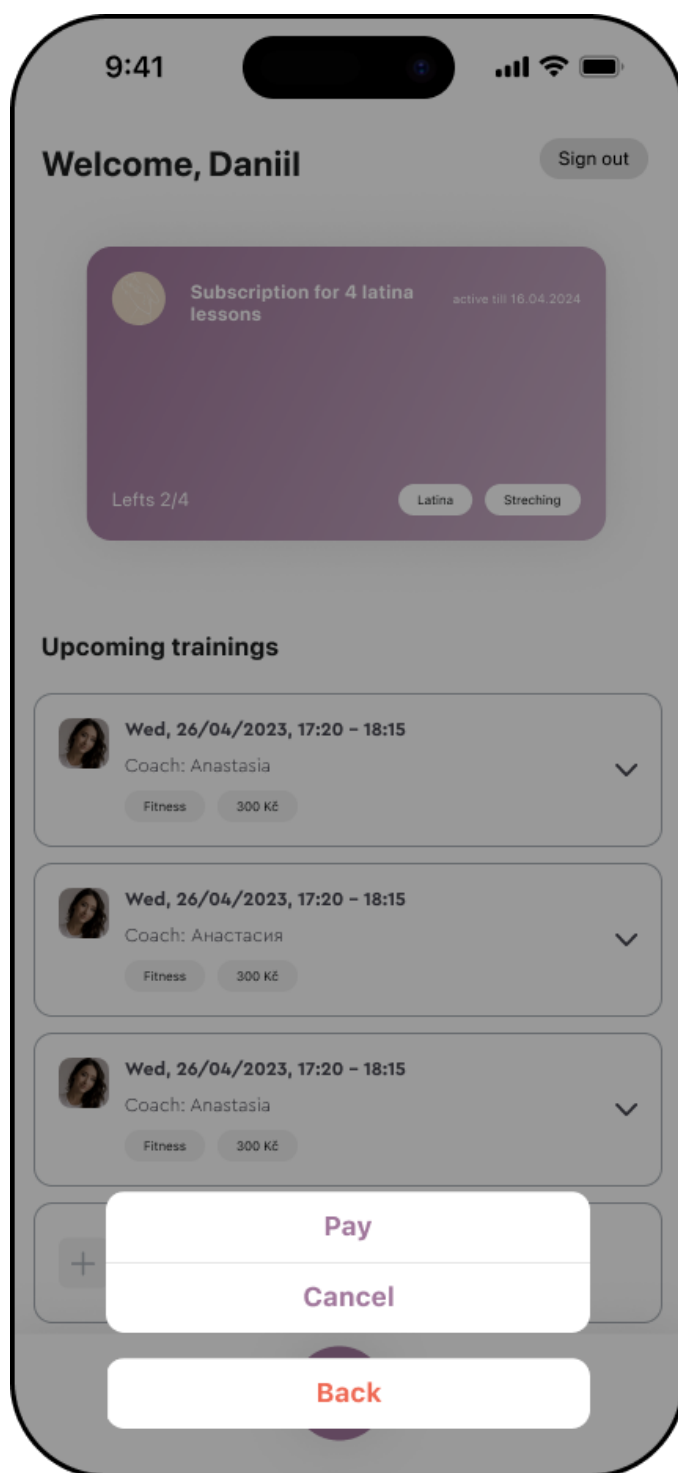 9:41
Welcome, Daniil
Sign out
Subscription for 4 latina
lessons
active till 16.04.2024
Lefts 2/4
Latina
Streching
Upcoming trainings
Wed, 26/04/2023, 17:20 – 18:15
Coach: Anastasia
Fitness
300 Kč
Wed, 26/04/2023, 17:20 – 18:15
Coach: Анастасия
Fitness
300 Kč
Wed, 26/04/2023, 17:20 – 18:15
Coach: Anastasia
Fitness
300 Kč
Pay
Cancel
Back